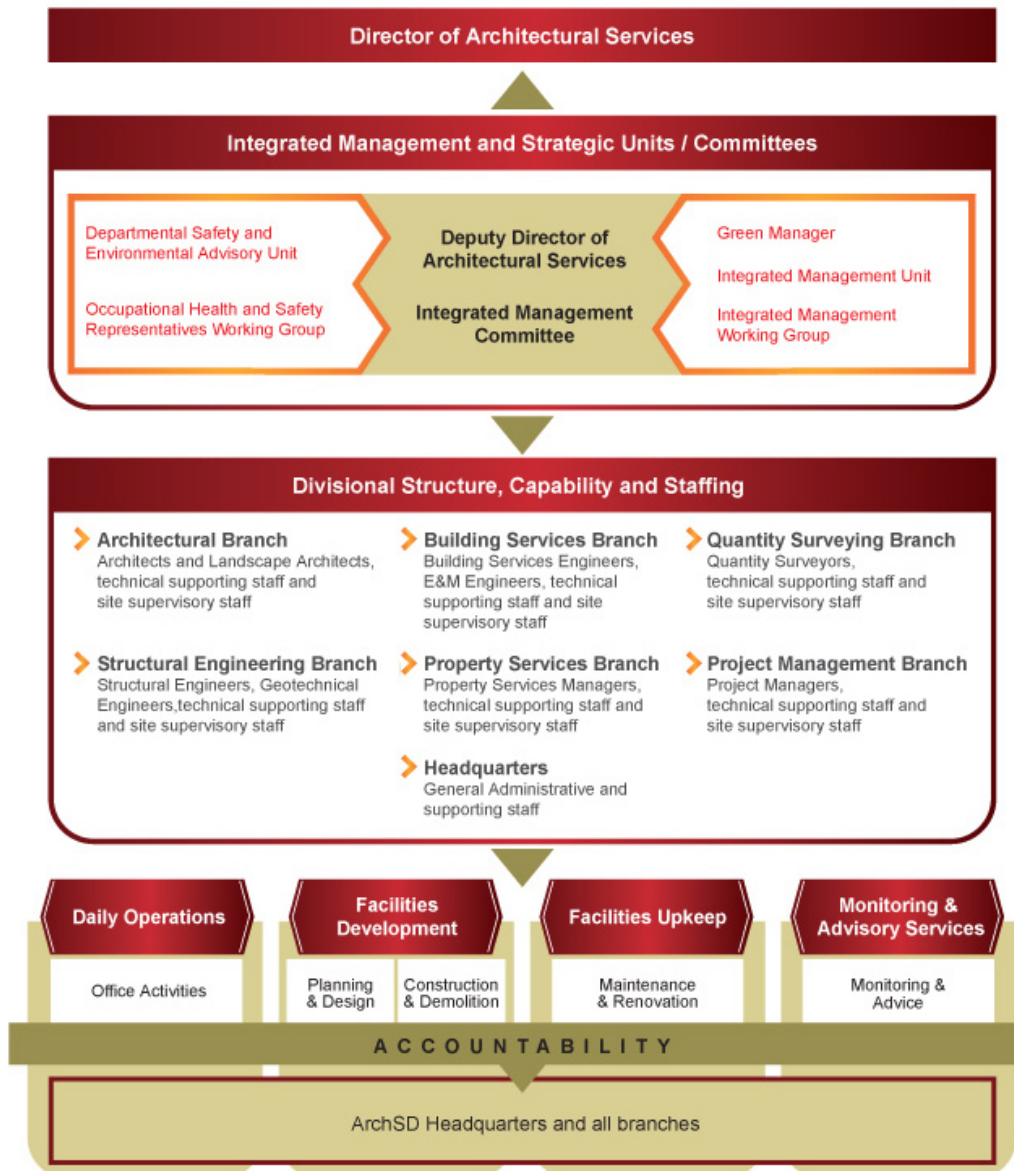 Director of Architectural Services
Integrated Management and Strategic Units / Committees
Departmental Safety and
Environmental Advisory Unit
Occupational Health and Safety
Representatives Working Group
Deputy Director of
Architectural Services
Integrated Management
Committee
Green Manager
Integrated Management Unit
Integrated Management
Working Group
Divisional Structure, Capability and Staffing
Architectural Branch
Architects and Landscape Architects,
technical supporting staff and
site supervisory staff
Building Services Branch
Building Services Engineers,
E&M Engineers, technical
supporting staff and site
supervisory staff
Quantity Surveying Branch
Quantity Surveyors,
technical supporting staff and
site supervisory staff
Structural Engineering Branch
Structural Engineers, Geotechnical
Engineers,technical supporting staff
and site supervisory staff
Property Services Branch
Property Services Managers,
technical supporting staff and
site supervisory staff
Project Management Branch
Project Managers,
technical supporting staff and
site supervisory staff
Headquarters
General Administrative and
supporting staff
Daily Operations
Office Activities
Facilities
Development
Planning
& Design
Construction
& Demolition
Facilities Upkeep
Maintenance
& Renovation
Monitoring &
Advisory Services
Monitoring &
Advice
ACCOUNTABILITY
ArchSD Headquarters and all branches